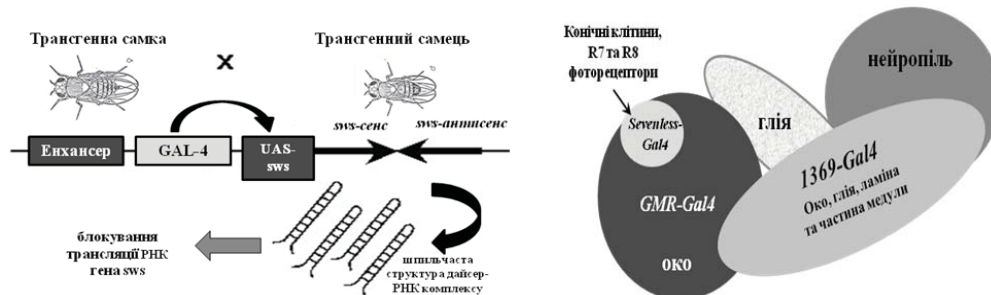 Трансгенна самка
X
Трансгенний самець
sws-сенс
sws-антисенс
Енхансер
GAL-4
UAS-
sws
блокування
трансляції РНК
гена sws
шпильчаста
структура дайсер-
РНК комплексу
Конічні клітини,
R7 та R8
фоторецептори
Sevenless-
Gal4
GMR-Gal4
око
глія
нейропіль
1369-Gal4
Око, глія, ламіна
та частина медули